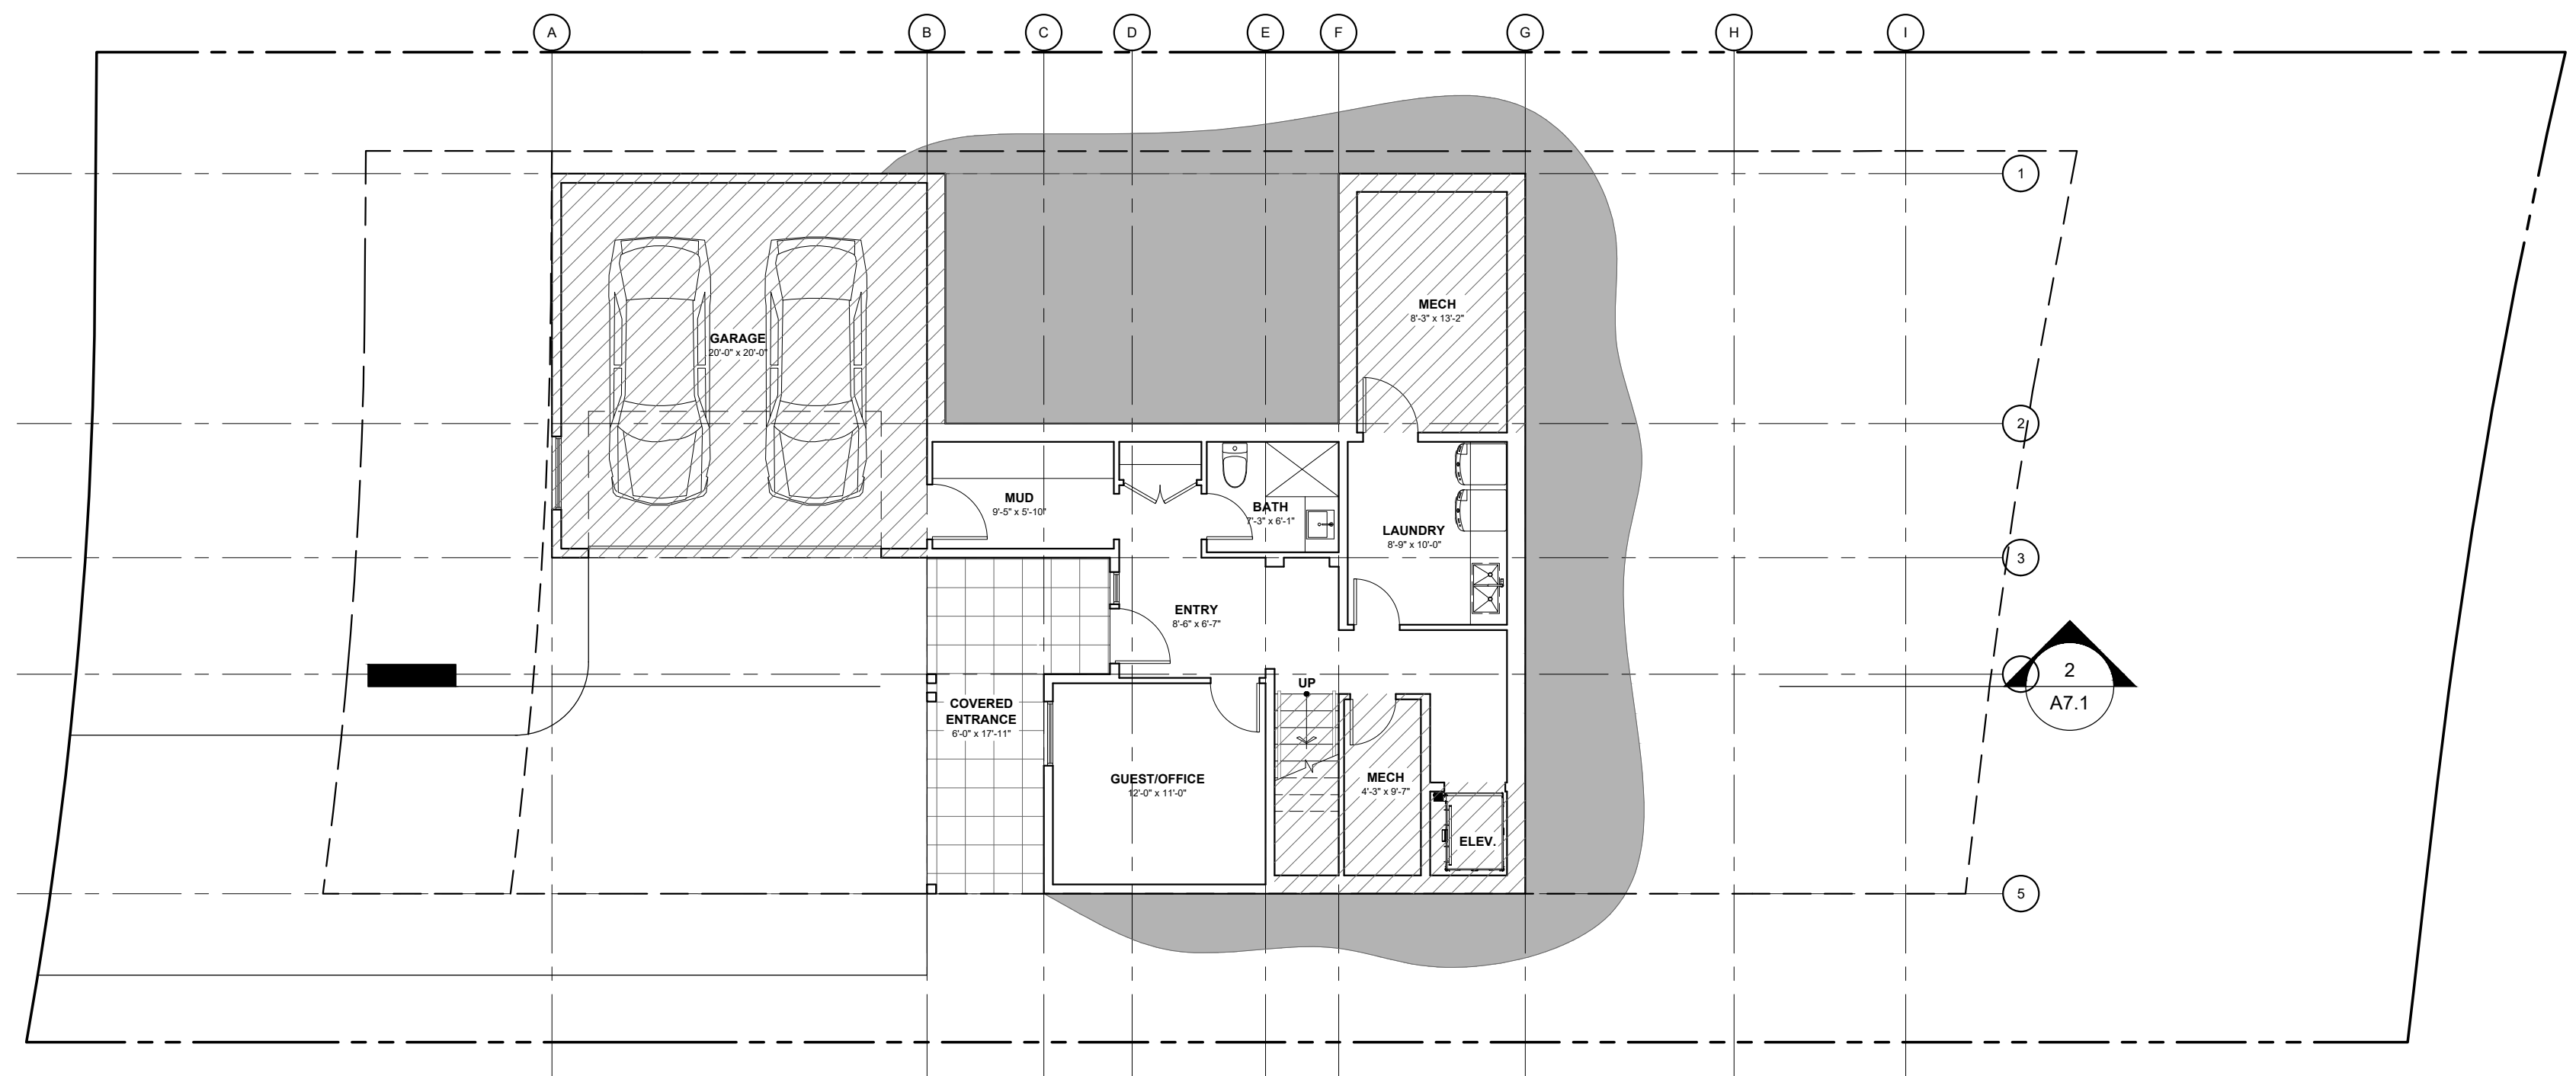 A
B
C
D
E
F
G
H
I
1
MECH
8'-3" x 13'-2"
GARAGE
20'-0" x 20'-0"
2
MUD
9'-5" x 5'-10"
BATH
7'-3" x 6'-1"
LAUNDRY
8'-9" x 10'-0"
3
ENTRY
8'-6" x 6'-7"
2
A7.1
UP
COVERED
ENTRANCE
6'-0" x 17'-11"
GUEST/OFFICE
12'-0" x 11'-0"
MECH
4'-3" x 9'-7"
ELEV.
5